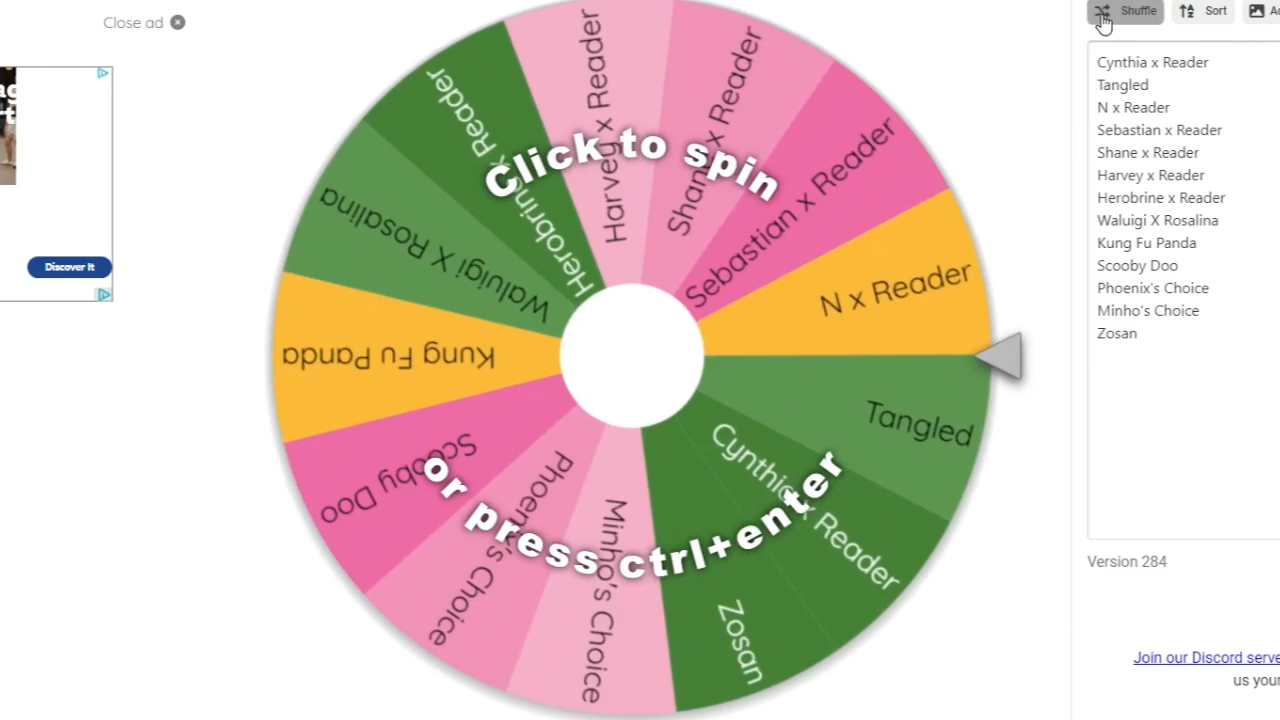 Close ad
Discover It
Click to spin
or press ctrl+enter
Harvey x Reader
Shane x Reader
Sebastian x Reader
N x Reader
Tangled
Cynthia x Reader
Zosan
Minho's Choice
Phoenix's Choice
Scooby Doo
Kung Fu Panda
Waluigi X Rosalina
Herobrine x Reader
Shuffle
Sort
Cynthia x Reader
Tangled
N x Reader
Sebastian x Reader
Shane x Reader
Harvey x Reader
Herobrine x Reader
Waluigi X Rosalina
Kung Fu Panda
Scooby Doo
Phoenix's Choice
Minho's Choice
Zosan
Version 284
Join our Discord serve
us your